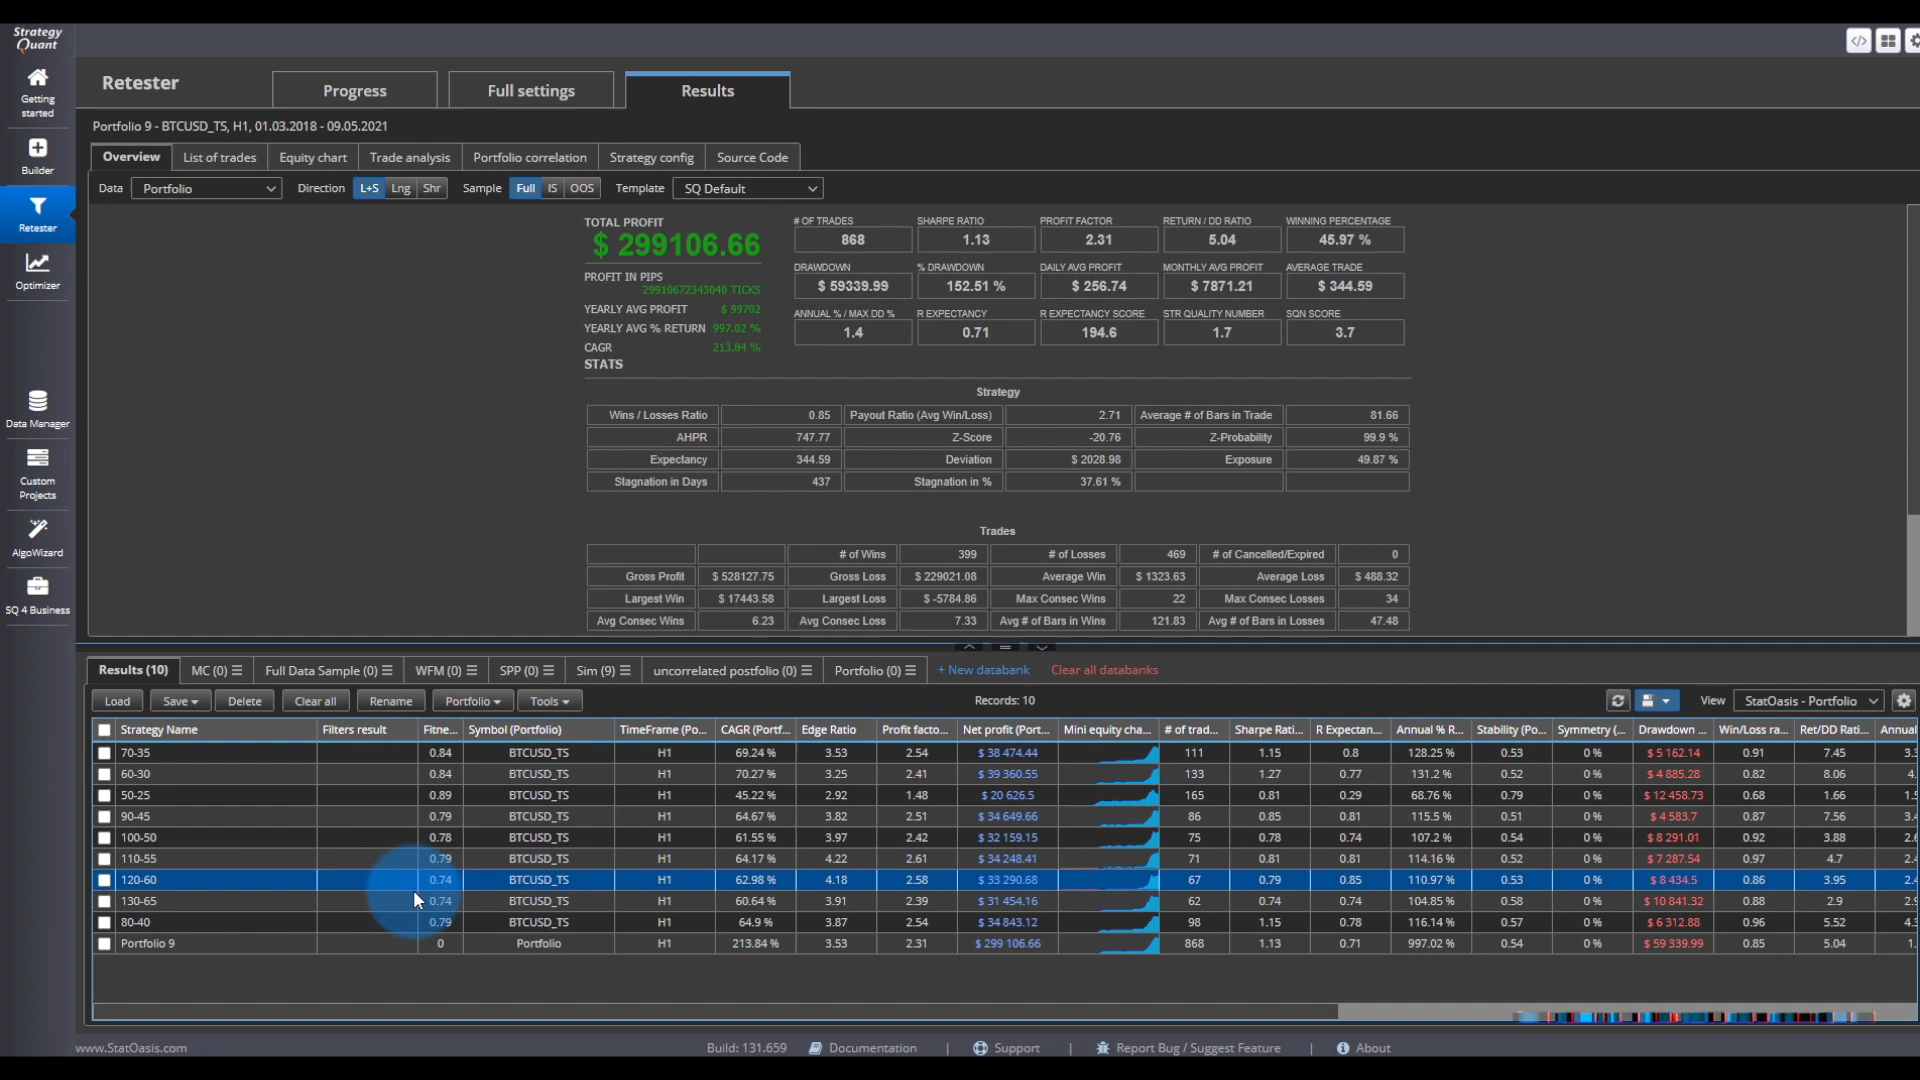 Strategy
Quant
Getting
started
Builder
Retester
Optimizer
Data Manager
Custom
Projects
AlgoWizard
SQ 4 Business
Retester
Progress
Full settings
Results
Portfolio 9 - BTCUSD_TS, H1, 01.03.2018 - 09.05.2021
Overview List of trades Equity chart Trade analysis Portfolio correlation Strategy config Source Code
Data Portfolio Direction L+S Lng Shr Sample Full IS OOS Template SQ Default
TOTAL PROFIT
$ 299106.66
PROFIT IN PIPS
29910672343040 TICKS
YEARLY AVG PROFIT $ 99702
YEARLY AVG % RETURN 997.02 %
CAGR 213.84 %
# OF TRADES SHARPE RATIO PROFIT FACTOR RETURN / DD RATIO WINNING PERCENTAGE
868 1.13 2.31 5.04 45.97 %
DRAWDOWN % DRAWDOWN DAILY AVG PROFIT MONTHLY AVG PROFIT AVERAGE TRADE
$ 59339.99 152.51 % $ 256.74 $ 7871.21 $ 344.59
ANNUAL % / MAX DD % R EXPECTANCY R EXPECTANCY SCORE STR QUALITY NUMBER SQN SCORE
1.4 0.71 194.6 1.7 3.7
STATS
Strategy
Wins / Losses Ratio 0.85 Payout Ratio (Avg Win/Loss) 2.71 Average # of Bars in Trade 81.66
AHPR 747.77 Z-Score -20.76 Z-Probability 99.9 %
Expectancy 344.59 Deviation $ 2028.98 Exposure 49.87 %
Stagnation in Days 437 Stagnation in % 37.61 %
Trades
# of Wins 399 # of Losses 469 # of Cancelled/Expired 0
Gross Profit $ 528127.75 Gross Loss $ 229021.08 Average Win $ 1323.63 Average Loss $ 488.32
Largest Win $ 17443.58 Largest Loss $ -5784.86 Max Consec Wins 22 Max Consec Losses 34
Avg Consec Wins 6.23 Avg Consec Loss 7.33 Avg # of Bars in Wins 121.83 Avg # of Bars in Losses 47.48
Results (10) MC (0) Full Data Sample (0) WFM (0) SPP (0) Sim (9) uncorrelated postfolio (0) Portfolio (0) + New databank Clear all databanks
Load Save Delete Clear all Rename Portfolio Tools Records: 10 View StatOasis - Portfolio
Strategy Name Filters result Fitne... Symbol (Portfolio) TimeFrame (Po... CAGR (Portf... Edge Ratio Profit facto... Net profit (Port... Mini equity cha... # of trad... Sharpe Rati... R Expectan... Annual % R... Stability (Po... Symmetry (... Drawdown ... Win/Loss ra... Ret/DD Rati... Annual
70-35 0.84 BTCUSD_TS H1 69.24 % 3.53 2.54 $ 38 474.44 111 1.15 0.8 128.25 % 0.53 0 % $ 5 162.14 0.91 7.45 3.
60-30 0.84 BTCUSD_TS H1 70.27 % 3.25 2.41 $ 39 360.55 133 1.27 0.77 131.2 % 0.52 0 % $ 4 885.28 0.82 8.06 4.
50-25 0.89 BTCUSD_TS H1 45.22 % 2.92 1.48 $ 20 626.5 165 0.81 0.29 68.76 % 0.79 0 % $ 12 458.73 0.68 1.66 1.
90-45 0.79 BTCUSD_TS H1 64.67 % 3.82 2.51 $ 34 649.66 86 0.85 0.81 115.5 % 0.51 0 % $ 4 583.7 0.87 7.56 3.
100-50 0.78 BTCUSD_TS H1 61.55 % 3.97 2.42 $ 32 159.15 75 0.78 0.74 107.2 % 0.54 0 % $ 8 291.01 0.92 3.88 2.
110-55 0.79 BTCUSD_TS H1 64.17 % 4.22 2.61 $ 34 248.41 71 0.81 0.81 114.16 % 0.52 0 % $ 7 287.54 0.97 4.7 2.
120-60 0.74 BTCUSD_TS H1 62.98 % 4.18 2.58 $ 33 290.68 67 0.79 0.85 110.97 % 0.53 0 % $ 8 434.5 0.86 3.95 2.
130-65 0.74 BTCUSD_TS H1 60.64 % 3.91 2.39 $ 31 454.16 62 0.74 0.74 104.85 % 0.58 0 % $ 10 841.32 0.88 2.9 2.
80-40 0.79 BTCUSD_TS H1 64.9 % 3.87 2.54 $ 34 843.12 98 1.15 0.78 116.14 % 0.57 0 % $ 6 312.88 0.96 5.52 4.
Portfolio 9 0 Portfolio H1 213.84 % 3.53 2.31 $ 299 106.66 868 1.13 0.71 997.02 % 0.54 0 % $ 59 339.99 0.85 5.04 1.
www.StatOasis.com Build: 131.659 Documentation | Support | Report Bug / Suggest Feature | About